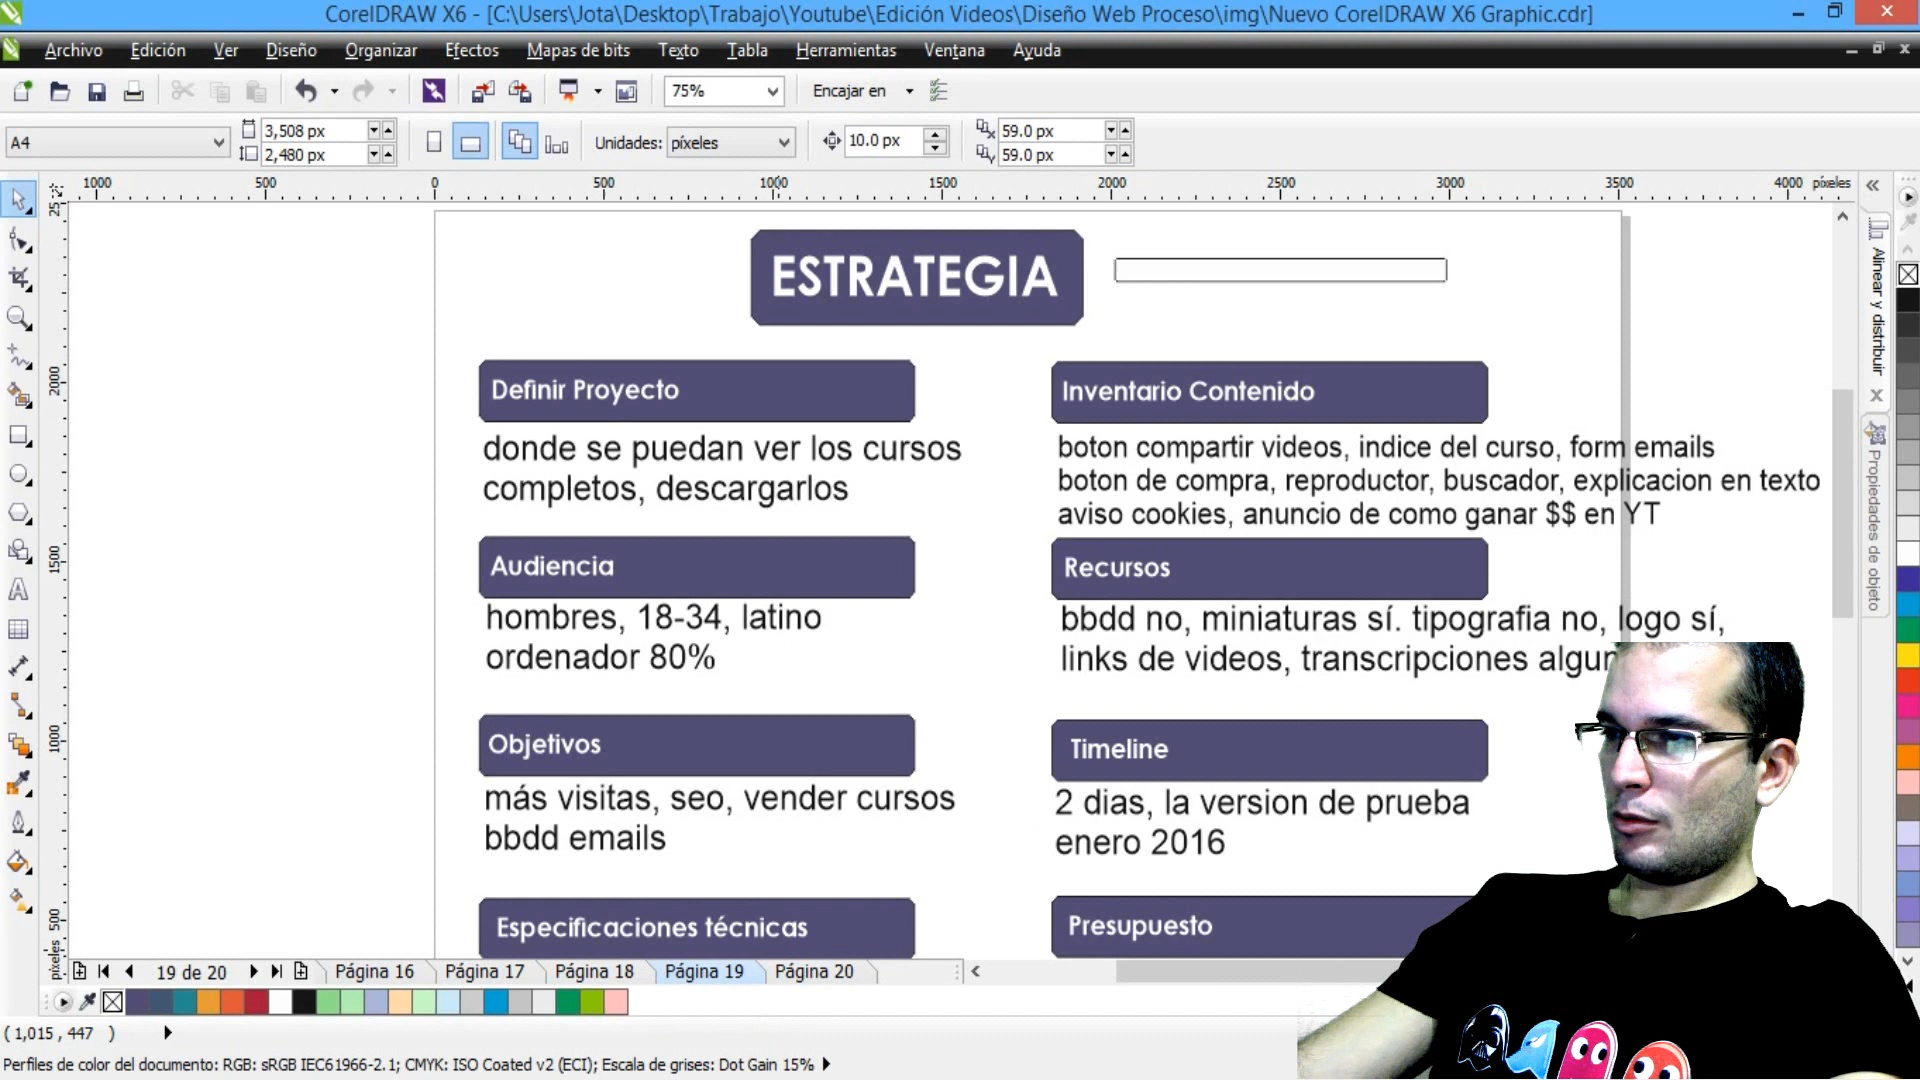 CorelDRAW X6 - [C:\Users\Jota\Desktop\Trabajo\Youtube\Edición Videos\Diseño Web Proceso\img\Nuevo CorelDRAW X6 Graphic.cdr]
Archivo Edición Ver Diseño Organizar Efectos Mapas de bits Texto Tabla Herramientas Ventana Ayuda
75% Encajar en
A4 3,508 px 2,480 px Unidades: píxeles 10.0 px 59.0 px 59.0 px
1000 500 0 500 1000 1500 2000 2500 3000 3500 4000 píxeles
ESTRATEGIA
Definir Proyecto
donde se puedan ver los cursos
completos, descargarlos
Audiencia
hombres, 18-34, latino
ordenador 80%
Objetivos
más visitas, seo, vender cursos
bbdd emails
Especificaciones técnicas
Inventario Contenido
boton compartir videos, indice del curso, form emails
boton de compra, reproductor, buscador, explicacion en texto
aviso cookies, anuncio de como ganar $$ en YT
Recursos
bbdd no, miniaturas sí. tipografia no, logo sí,
links de videos, transcripciones
Timeline
2 dias, la version de prueba
enero 2016
Presupuesto
2000
1500
1000
500
píxeles
Alinear y distribuir
Propiedades de objeto
19 de 20 Página 16 Página 17 Página 18 Página 19 Página 20
( 1,015 , 447 )
Perfiles de color del documento: RGB: sRGB IEC61966-2.1; CMYK: ISO Coated v2 (ECI); Escala de grises: Dot Gain 15%